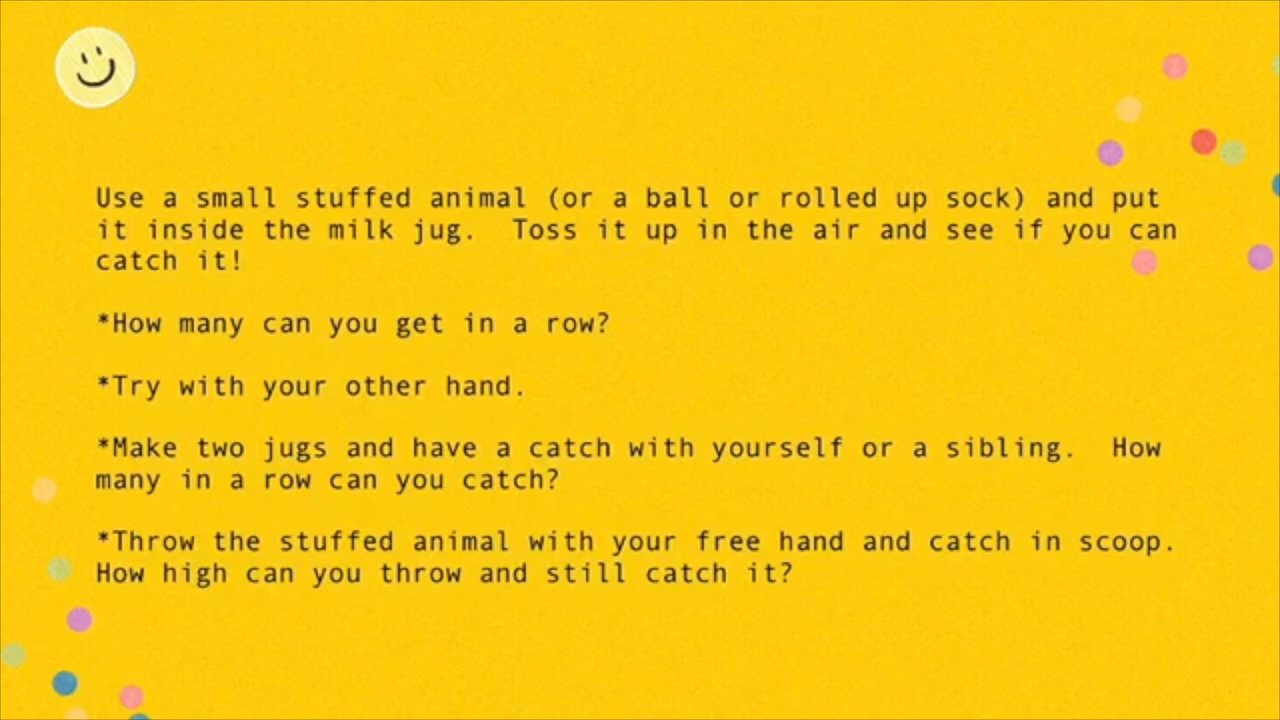 Use a small stuffed animal (or a ball or rolled up sock) and put
it inside the milk jug.  Toss it up in the air and see if you can
catch it!
*How many can you get in a row?
*Try with your other hand.
*Make two jugs and have a catch with yourself or a sibling.  How
many in a row can you catch?
*Throw the stuffed animal with your free hand and catch in scoop.
How high can you throw and still catch it?